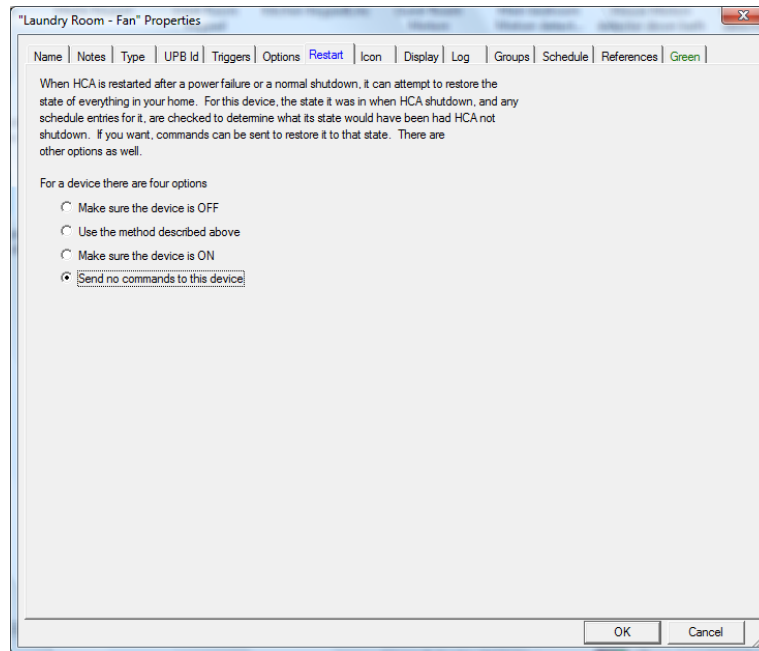 "Laundry Room - Fan" Properties
Name Notes Type UPB Id Triggers Options Restart Icon Display Log Groups Schedule References Green
When HCA is restarted after a power failure or a normal shutdown, it can attempt to restore the
state of everything in your home. For this device, the state it was in when HCA shutdown, and any
schedule entries for it, are checked to determine what its state would have been had HCA not
shutdown. If you want, commands can be sent to restore it to that state. There are
other options as well.
For a device there are four options
Make sure the device is OFF
Use the method described above
Make sure the device is ON
Send no commands to this device
OK Cancel